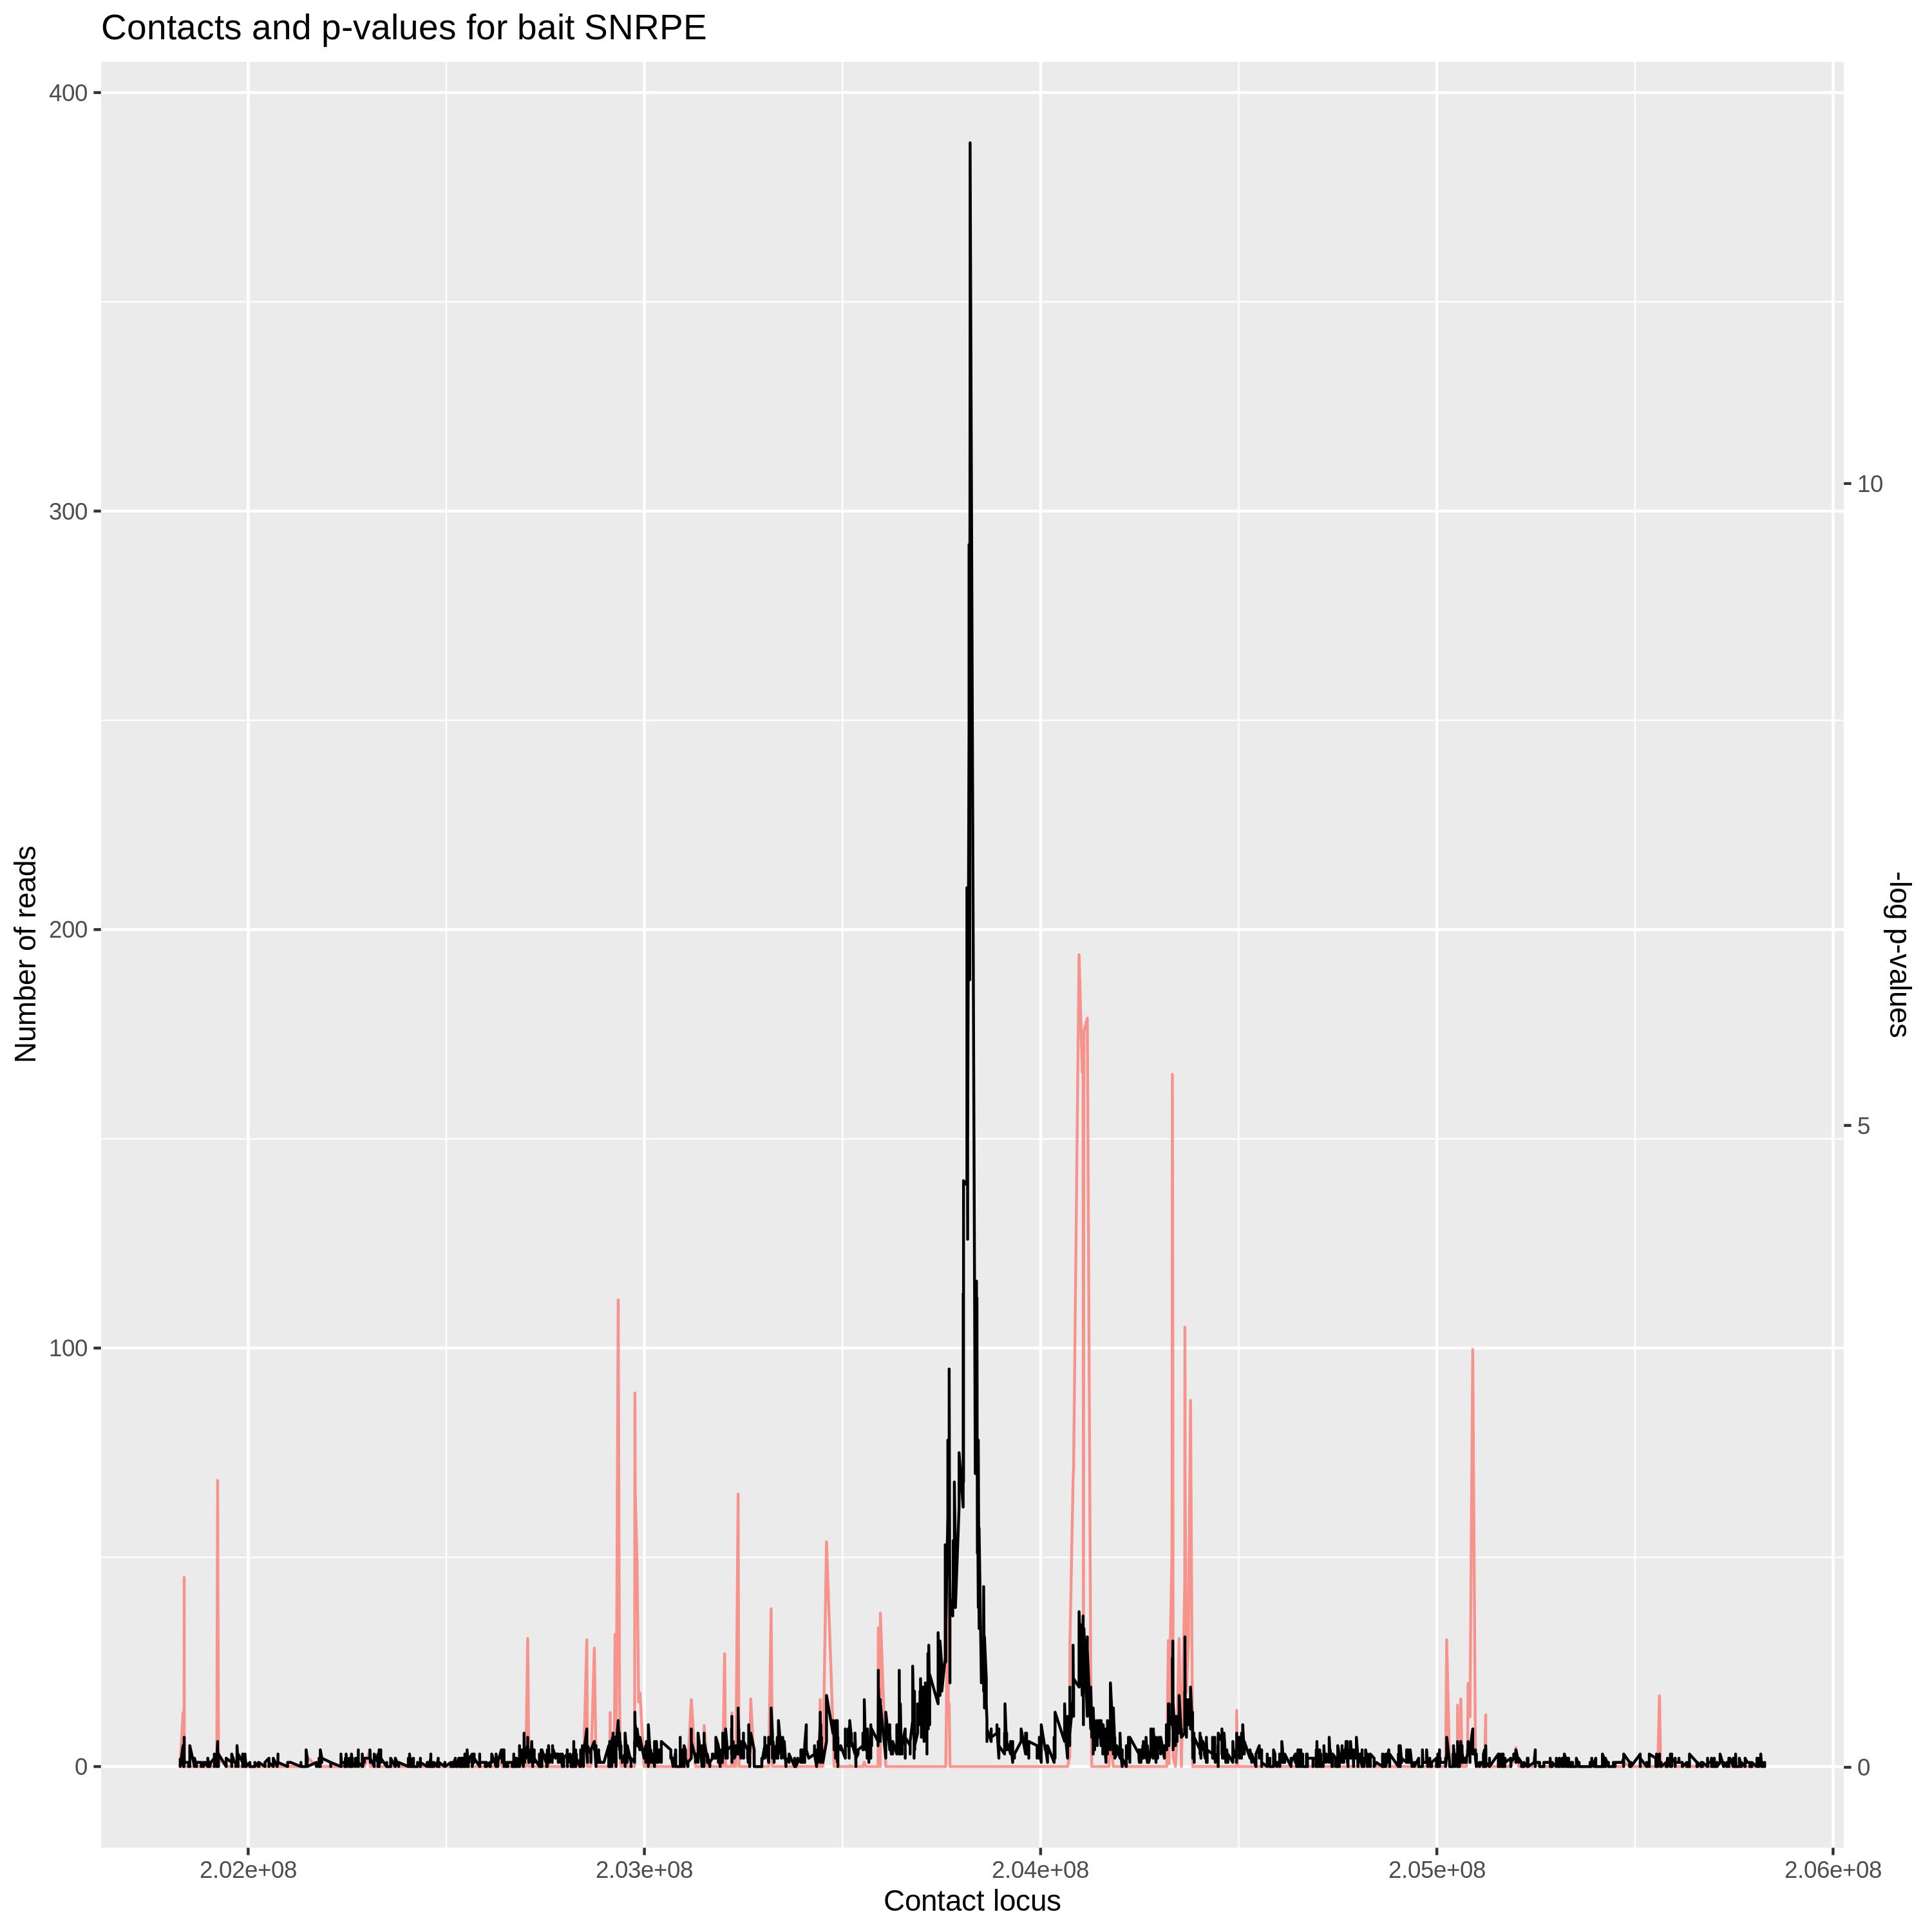 Contacts and p-values for bait SNRPE
400
300
200
100
0
Number of reads
10
5
0
-log p-values
2.02e+08
2.03e+08
2.04e+08
2.05e+08
2.06e+08
Contact locus